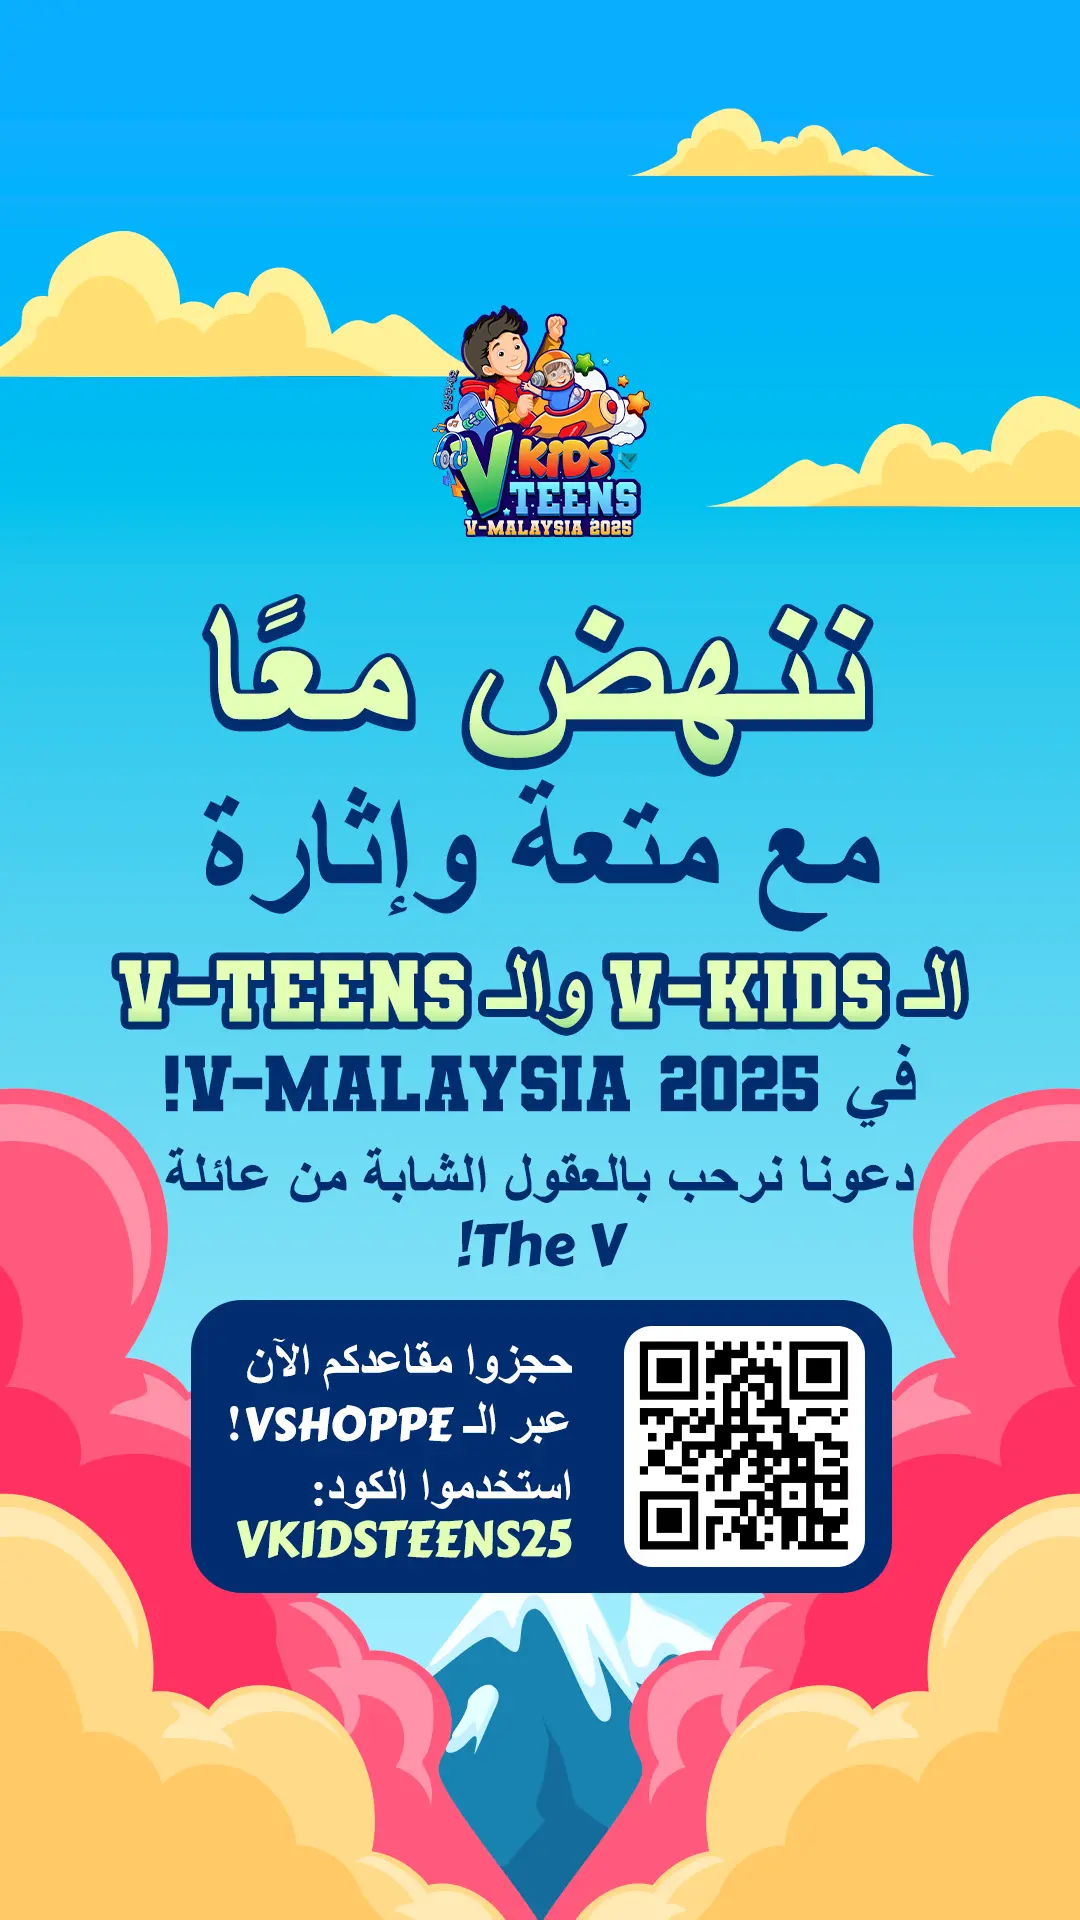 V KIDS
TEENS
V-MALAYSIA 2025
ننهض معًا
مع متعة وإثارة
الـ V-KIDS والـ V-TEENS
في V-MALAYSIA 2025!
دعونا نرحب بالعقول الشابة من عائلة
The V!
حجزوا مقاعدكم الآن
عبر الـ VSHOPPE!
استخدموا الكود:
VKIDSTEENS25